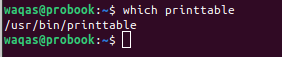 waqas@probook:~$ which printtable
/usr/bin/printtable
waqas@probook:~$